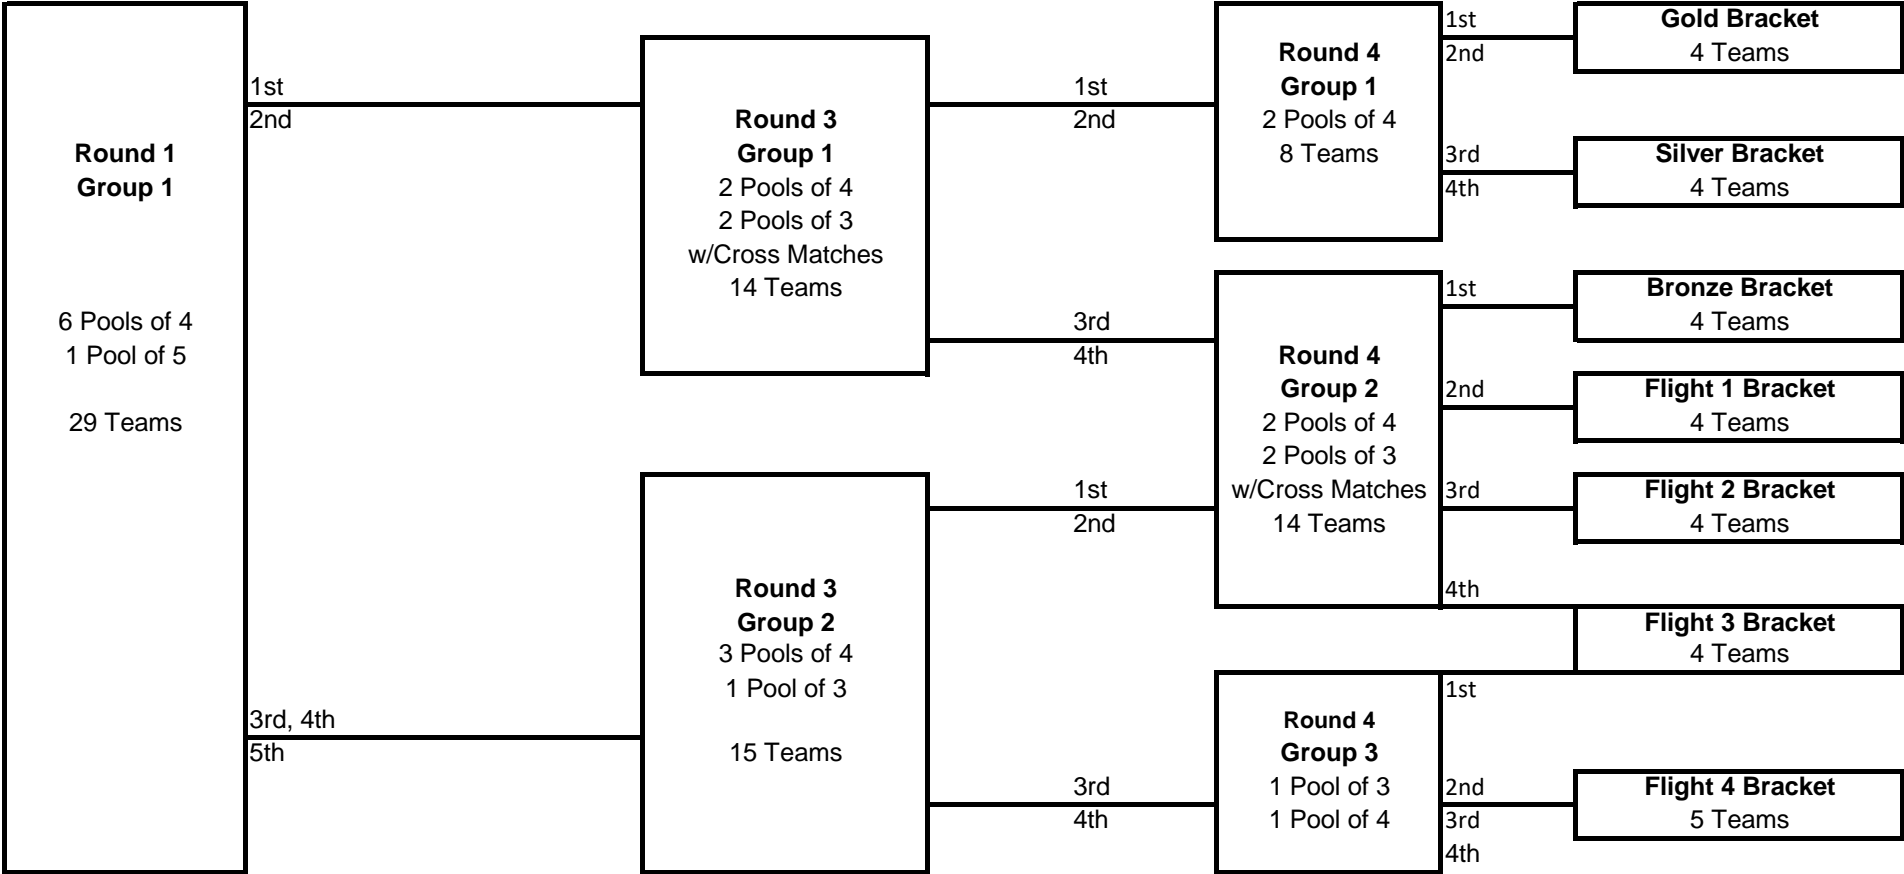 Round 1
Group 1
6 Pools of 4
1 Pool of 5
29 Teams
1st
2nd
3rd, 4th
5th
Round 3
Group 1
2 Pools of 4
2 Pools of 3
w/Cross Matches
14 Teams
1st
2nd
3rd
4th
Round 3
Group 2
3 Pools of 4
1 Pool of 3
15 Teams
1st
2nd
3rd
4th
Round 4
Group 1
2 Pools of 4
8 Teams
1st
2nd
3rd
4th
Round 4
Group 2
2 Pools of 4
2 Pools of 3
w/Cross Matches
14 Teams
1st
2nd
3rd
4th
Round 4
Group 3
1 Pool of 3
1 Pool of 4
1st
2nd
3rd
4th
Gold Bracket
4 Teams
Silver Bracket
4 Teams
Bronze Bracket
4 Teams
Flight 1 Bracket
4 Teams
Flight 2 Bracket
4 Teams
Flight 3 Bracket
4 Teams
Flight 4 Bracket
5 Teams